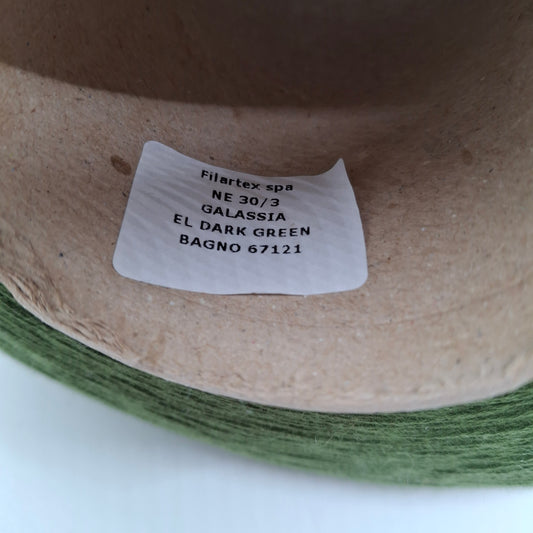 Filartex spa
NE 30/3
GALASSIA
EL DARK GREEN
BAGNO 67121